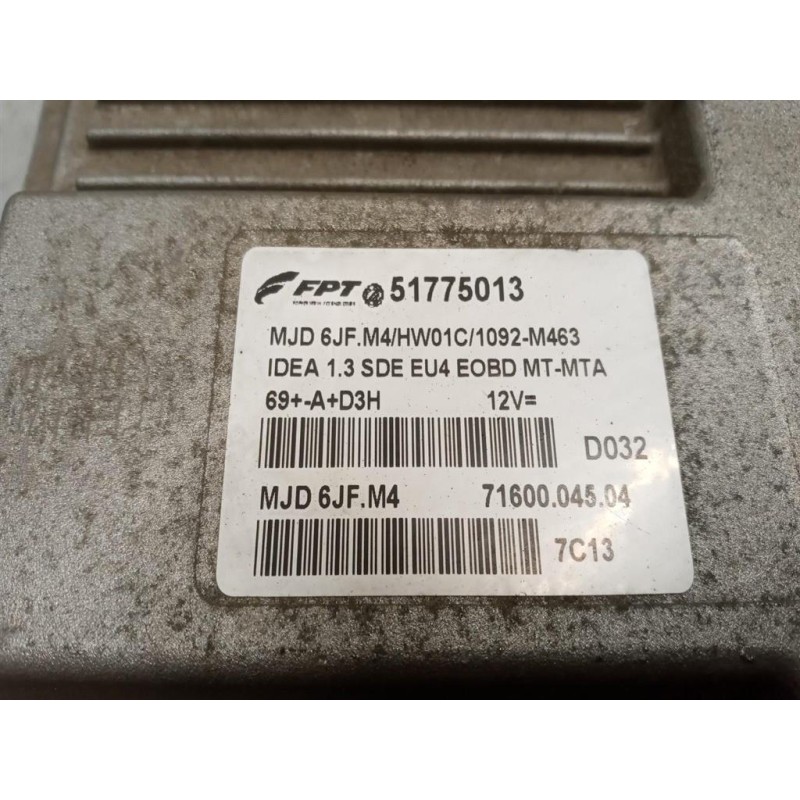 FPT 51775013
MJD 6JF.M4/HW01C/1092-M463
IDEA 1.3 SDE EU4 EOBD MT-MTA
69+-A+D3H 12V=
D032
MJD 6JF.M4 71600.045.04
7C13